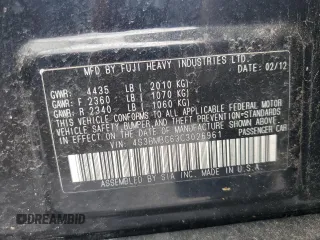 MFD BY FUJI HEAVY INDUSTRIES LTD.
DATE: 02/12
GVWR: 4435 LB ( 2010 KG)
GAWR: F 2360 LB ( 1070 KG)
GAWR: R 2340 LB ( 1060 KG)
THIS VEHICLE CONFORMS TO ALL APPLICABLE FEDERAL MOTOR
VEHICLE SAFETY, BUMPER, AND THEFT PREVENTION STANDARDS
IN EFFECT ON THE DATE OF MANUFACTURE SHOWN ABOVE.
VIN: PASSENGER CAR
ASSEMBLED BY SIA INC. U.S.A.
DREAMBID